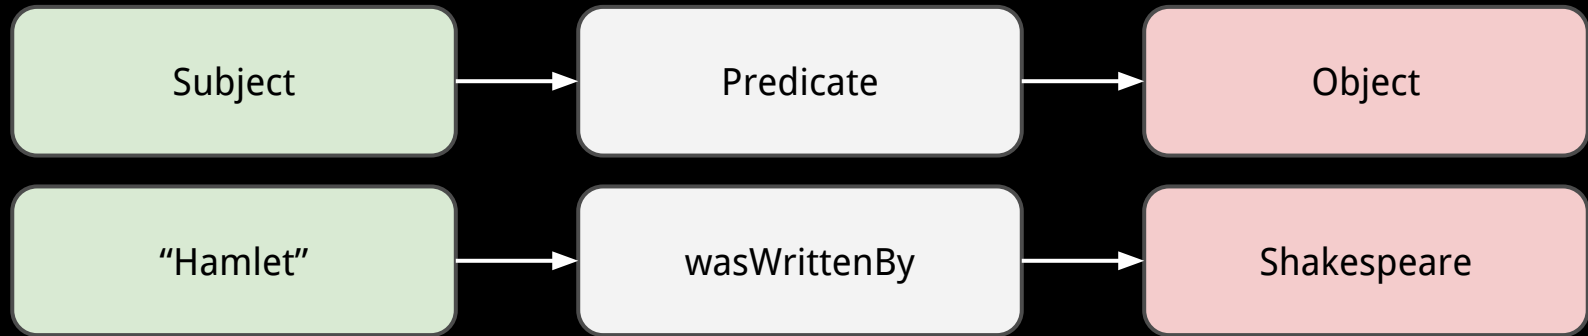 Subject
Predicate
Object
“Hamlet”
wasWrittenBy
Shakespeare